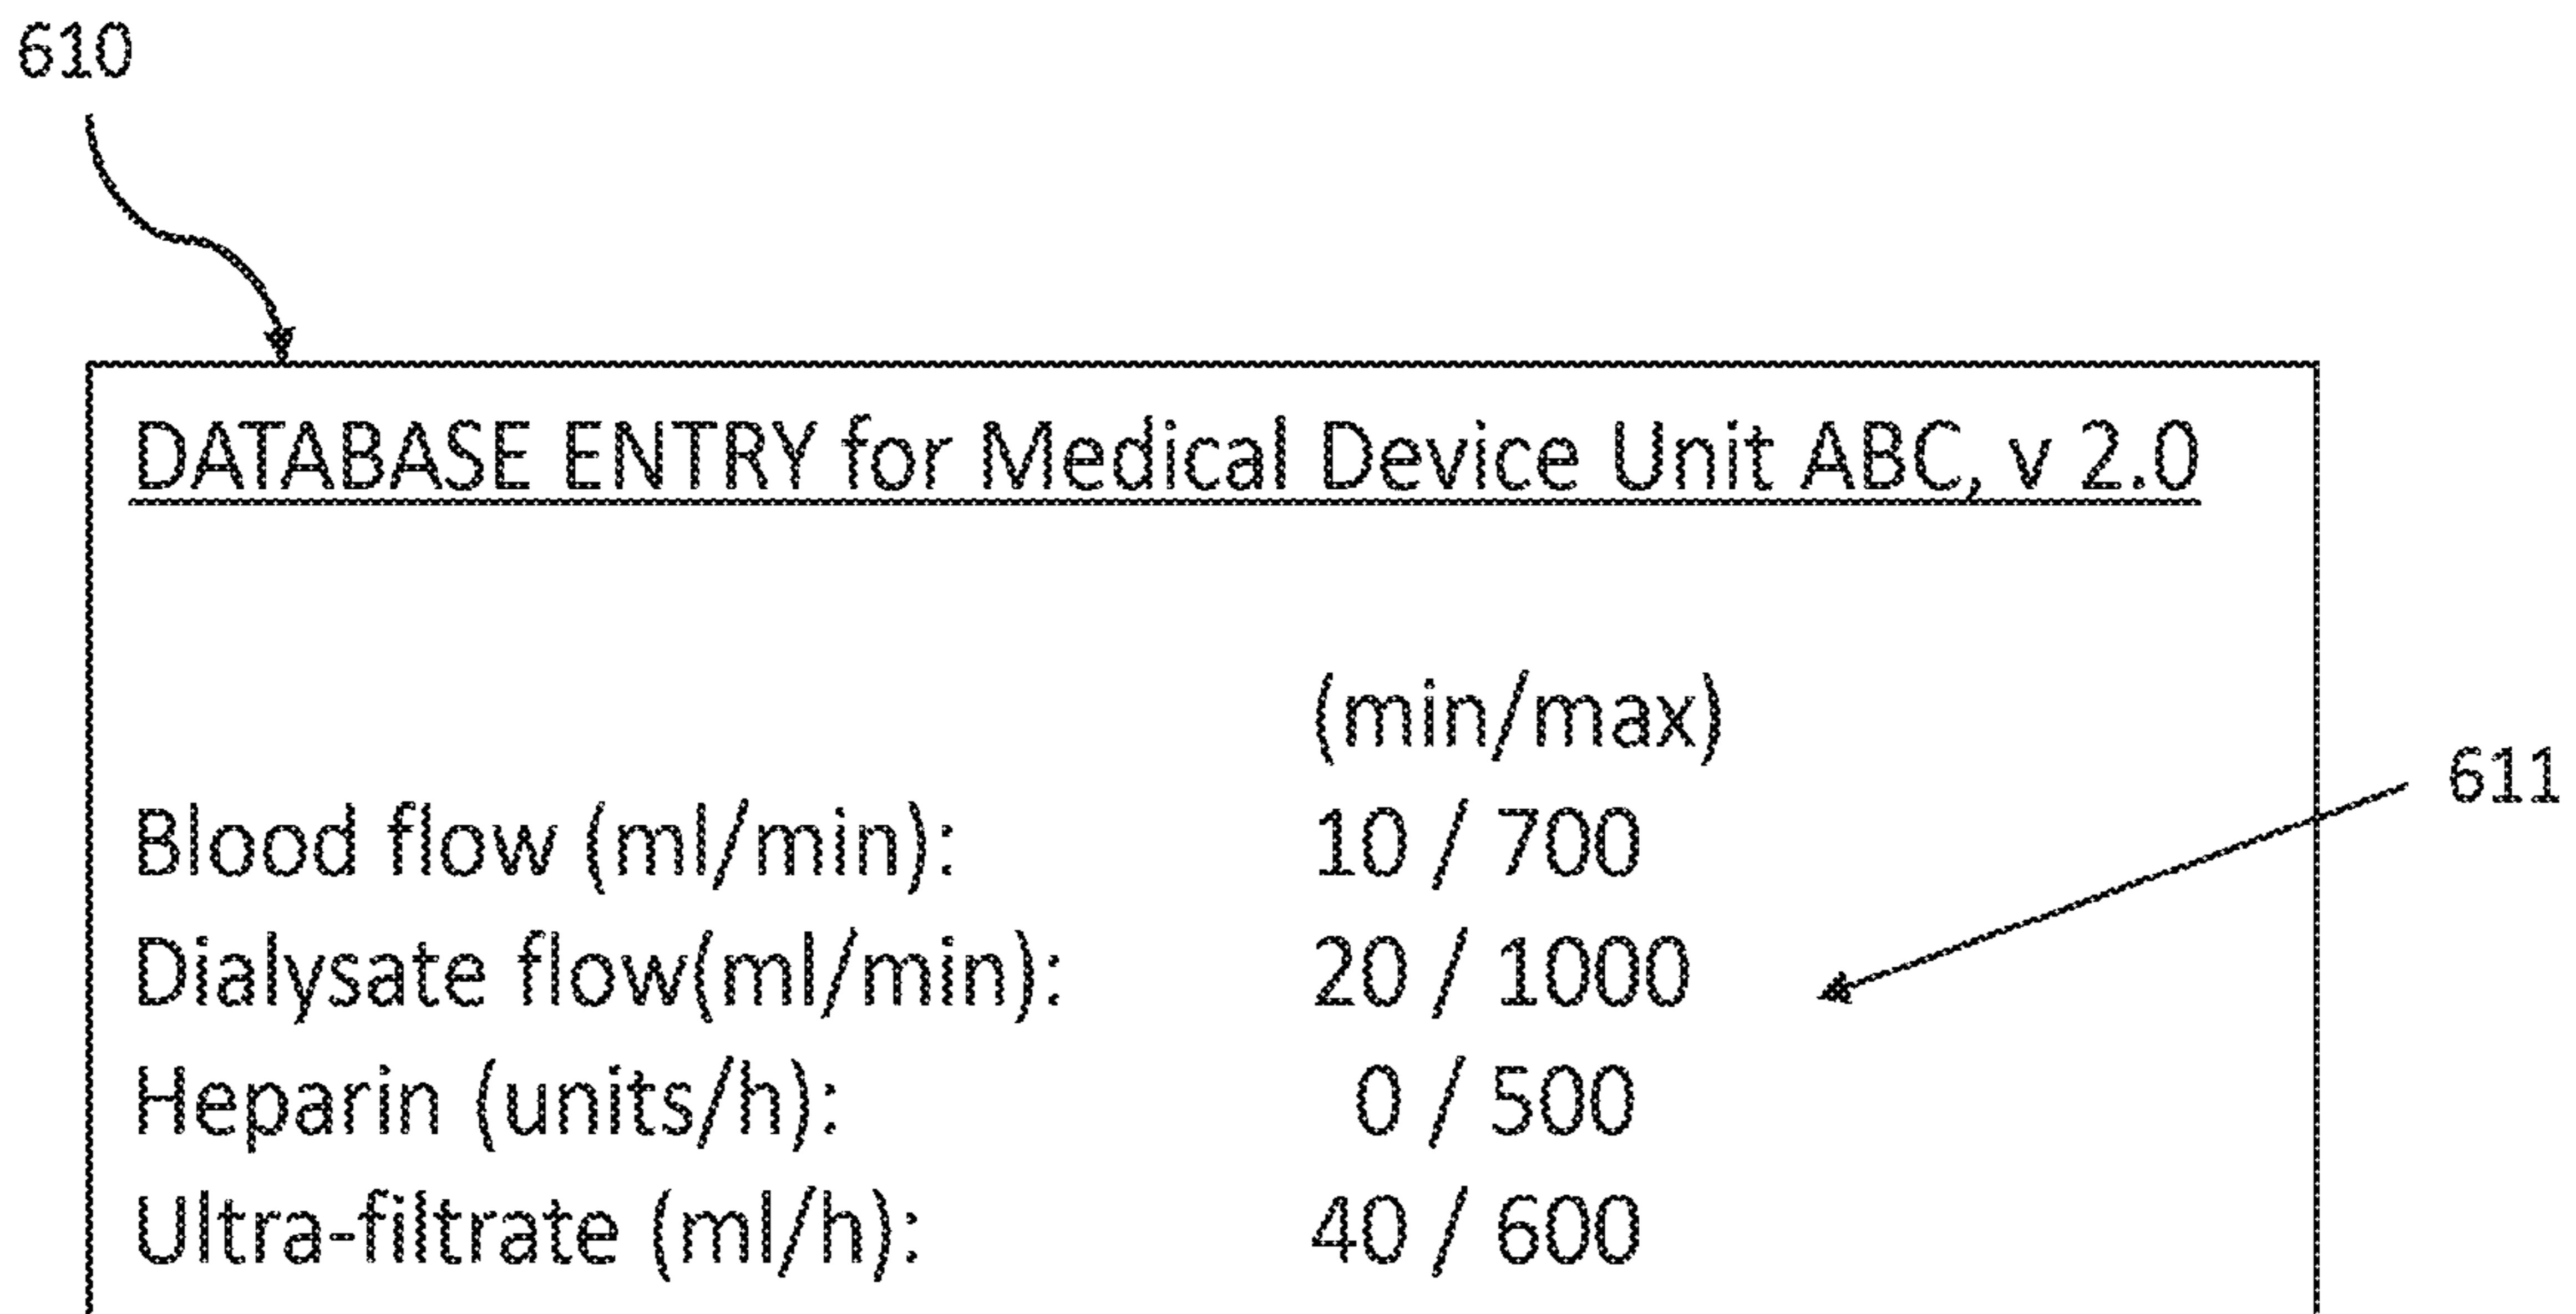 610
DATABASE ENTRY for Medical Device Unit ABC, v 2.0
(min/max)
611
Blood flow (ml/min): 10 / 700
Dialysate flow(ml/min): 20 / 1000
Heparin (units/h): 0 / 500
Ultra-filtrate (ml/h): 40 / 600